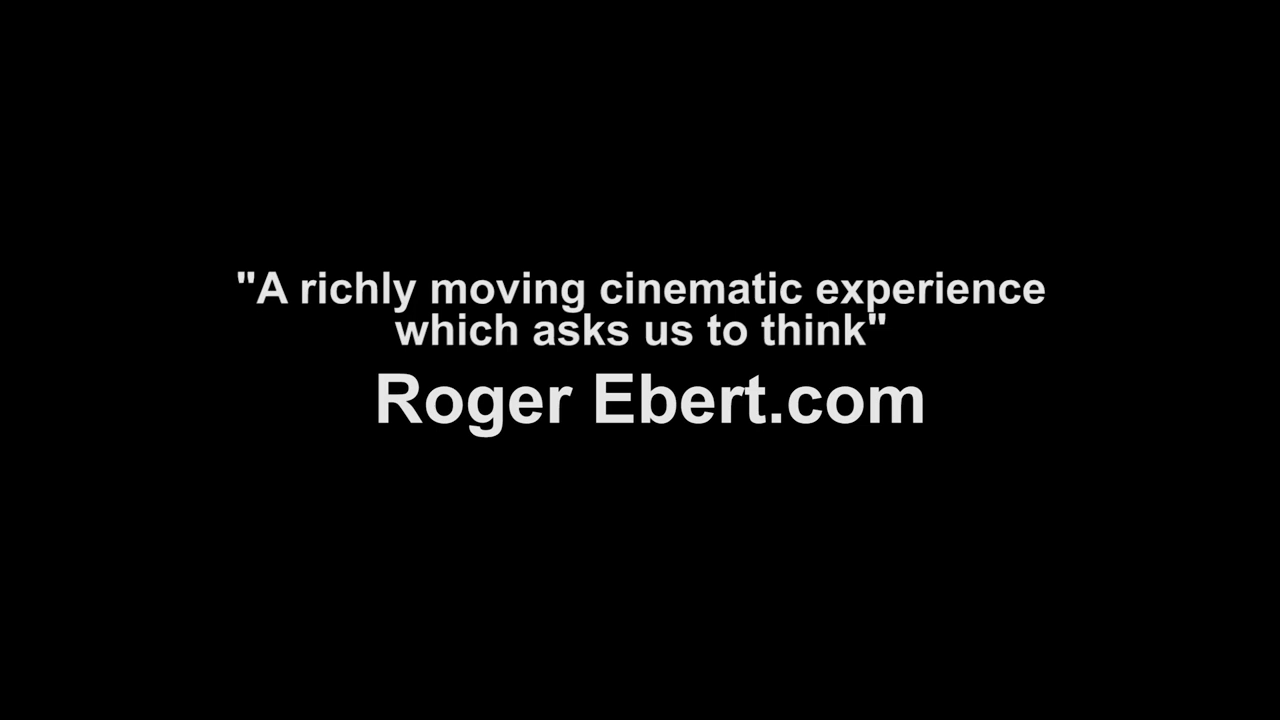 "A richly moving cinematic experience
which asks us to think"
Roger Ebert.com